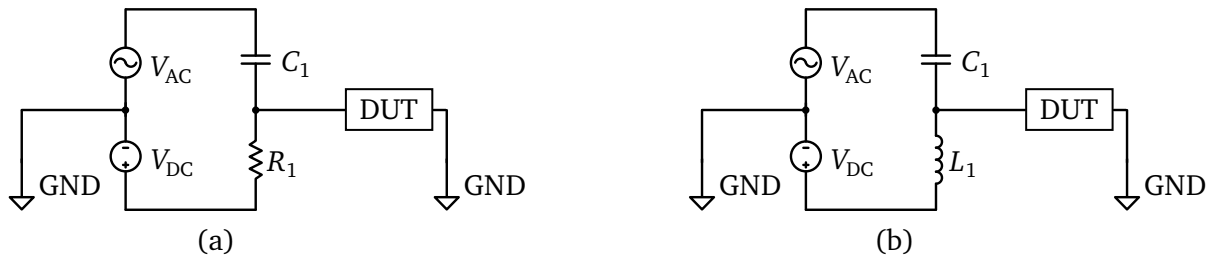 V_AC
C_1
DUT
V_DC
R_1
GND
GND
(a)
V_AC
C_1
DUT
V_DC
L_1
GND
GND
(b)